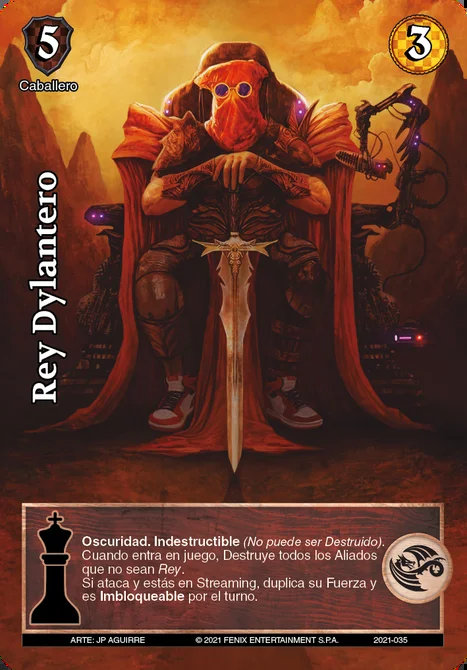 5
Caballero
3
Rey Dylantero
Oscuridad. Indestructible (No puede ser Destruido).
Cuando entra en juego, Destruye todos los Aliados
que no sean Rey.
Si ataca y estás en Streaming, duplica su Fuerza y
es Imbloqueable por el turno.
ARTE: JP AGUIRRE © 2021 FENIX ENTERTAINMENT S.P.A. 2021-035